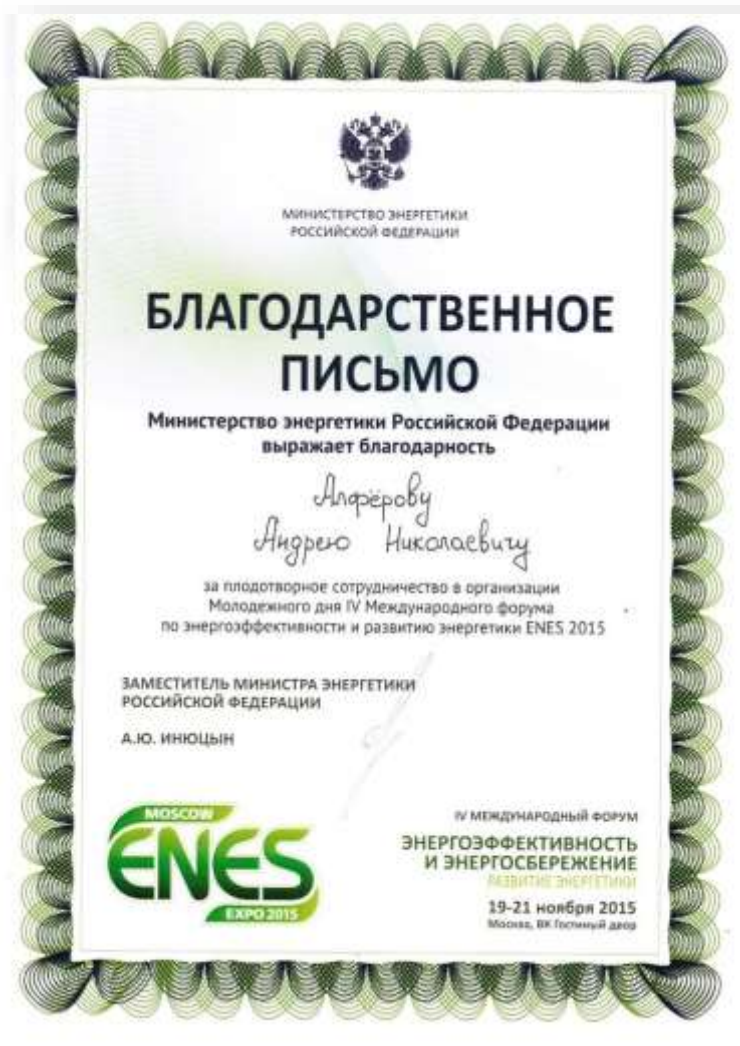 МИНИСТЕРСТВО ЭНЕРГЕТИКИ
РОССИЙСКОЙ ФЕДЕРАЦИИ
БЛАГОДАРСТВЕННОЕ
ПИСЬМО
Министерство энергетики Российской Федерации
выражает благодарность
Алфёрову
Андрею Николаевичу
за плодотворное сотрудничество в организации
Молодежного дня IV Международного форума
по энергоэффективности и развитию энергетики ENES 2015
ЗАМЕСТИТЕЛЬ МИНИСТРА ЭНЕРГЕТИКИ
РОССИЙСКОЙ ФЕДЕРАЦИИ
А.Ю. ИНЮЦЫН
MOSCOW
ENES
EXPO 2015
IV МЕЖДУНАРОДНЫЙ ФОРУМ
ЭНЕРГОЭФФЕКТИВНОСТЬ
И ЭНЕРГОСБЕРЕЖЕНИЕ
РАЗВИТИЕ ЭНЕРГЕТИКИ
19-21 ноября 2015
Москва, ВК Гостиный двор